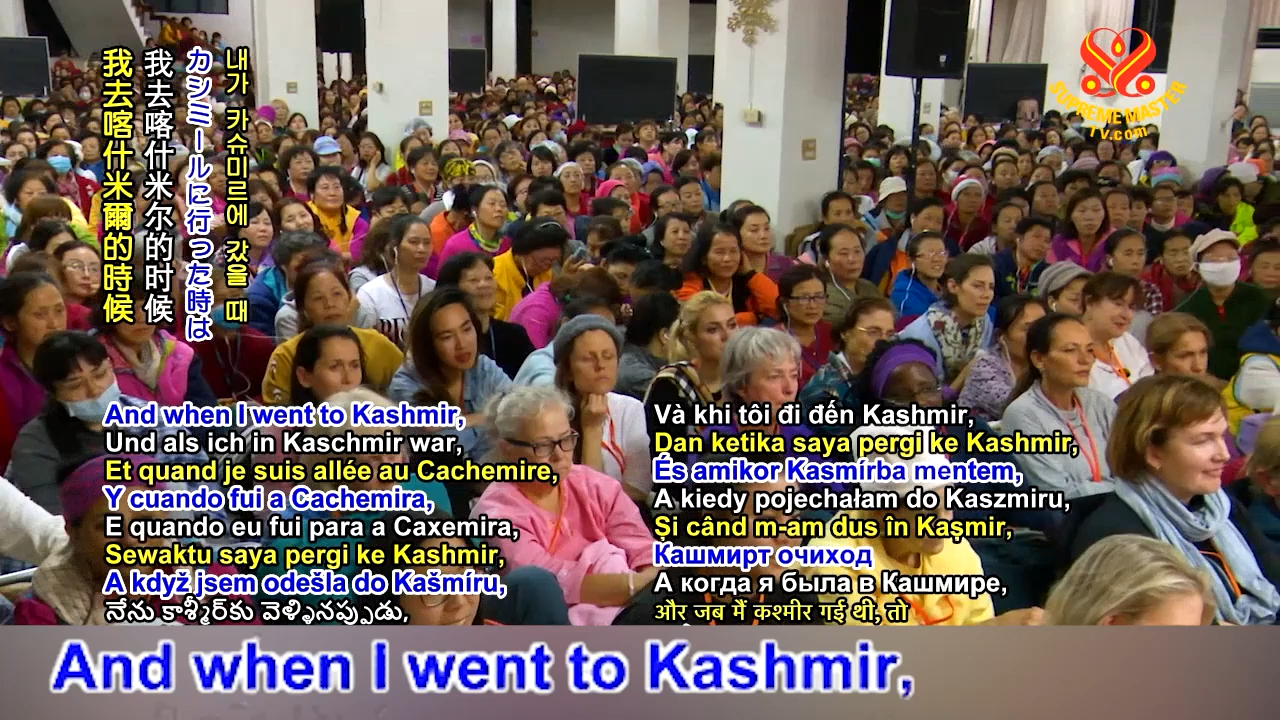 SUPREME MASTER
TV.com
내가 카슈미르에 갔을 때
カシミールに行った時は
我去喀什米尔的时候
我去喀什米爾的時候
And when I went to Kashmir,
Und als ich in Kaschmir war,
Et quand je suis allée au Cachemire,
Y cuando fui a Cachemira,
E quando eu fui para a Caxemira,
Sewaktu saya pergi ke Kashmir,
A když jsem odešla do Kašmíru,
నేను కాశ్మీర్‌కు వెళ్ళినప్పుడు,
Và khi tôi đi đến Kashmir,
Dan ketika saya pergi ke Kashmir,
És amikor Kasmírba mentem,
A kiedy pojechałam do Kaszmiru,
Și când m-am dus în Kașmir,
Кашмирт очиход
А когда я была в Кашмире,
और जब मैं कश्मीर गई थी, तो
And when I went to Kashmir,